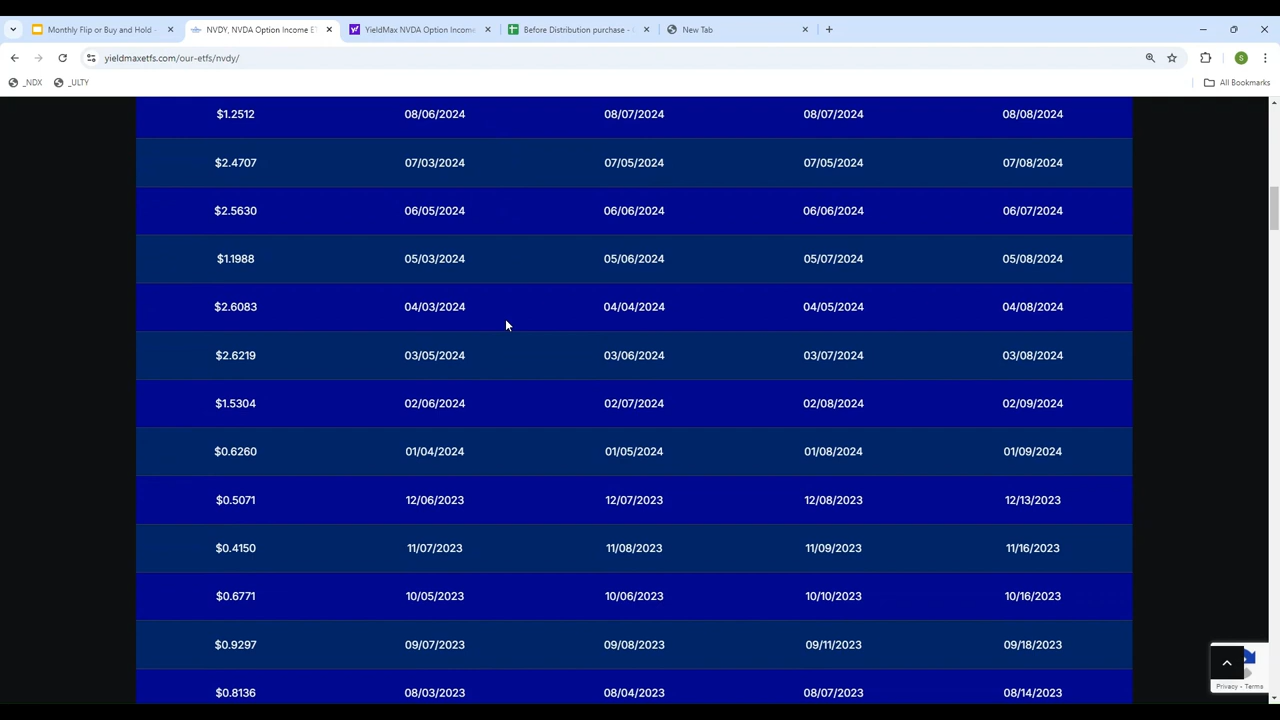 Monthly Flip or Buy and Hold -
NVDY, NVDA Option Income E
YieldMax NVDA Option Income
Before Distribution purchase -
New Tab
yieldmaxetfs.com/our-etfs/nvdy/
S
_NDX
_ULTY
All Bookmarks
$1.2512 08/06/2024 08/07/2024 08/07/2024 08/08/2024
$2.4707 07/03/2024 07/05/2024 07/05/2024 07/08/2024
$2.5630 06/05/2024 06/06/2024 06/06/2024 06/07/2024
$1.1988 05/03/2024 05/06/2024 05/07/2024 05/08/2024
$2.6083 04/03/2024 04/04/2024 04/05/2024 04/08/2024
$2.6219 03/05/2024 03/06/2024 03/07/2024 03/08/2024
$1.5304 02/06/2024 02/07/2024 02/08/2024 02/09/2024
$0.6260 01/04/2024 01/05/2024 01/08/2024 01/09/2024
$0.5071 12/06/2023 12/07/2023 12/08/2023 12/13/2023
$0.4150 11/07/2023 11/08/2023 11/09/2023 11/16/2023
$0.6771 10/05/2023 10/06/2023 10/10/2023 10/16/2023
$0.9297 09/07/2023 09/08/2023 09/11/2023 09/18/2023
$0.8136 08/03/2023 08/04/2023 08/07/2023 08/14/2023
Privacy - Terms